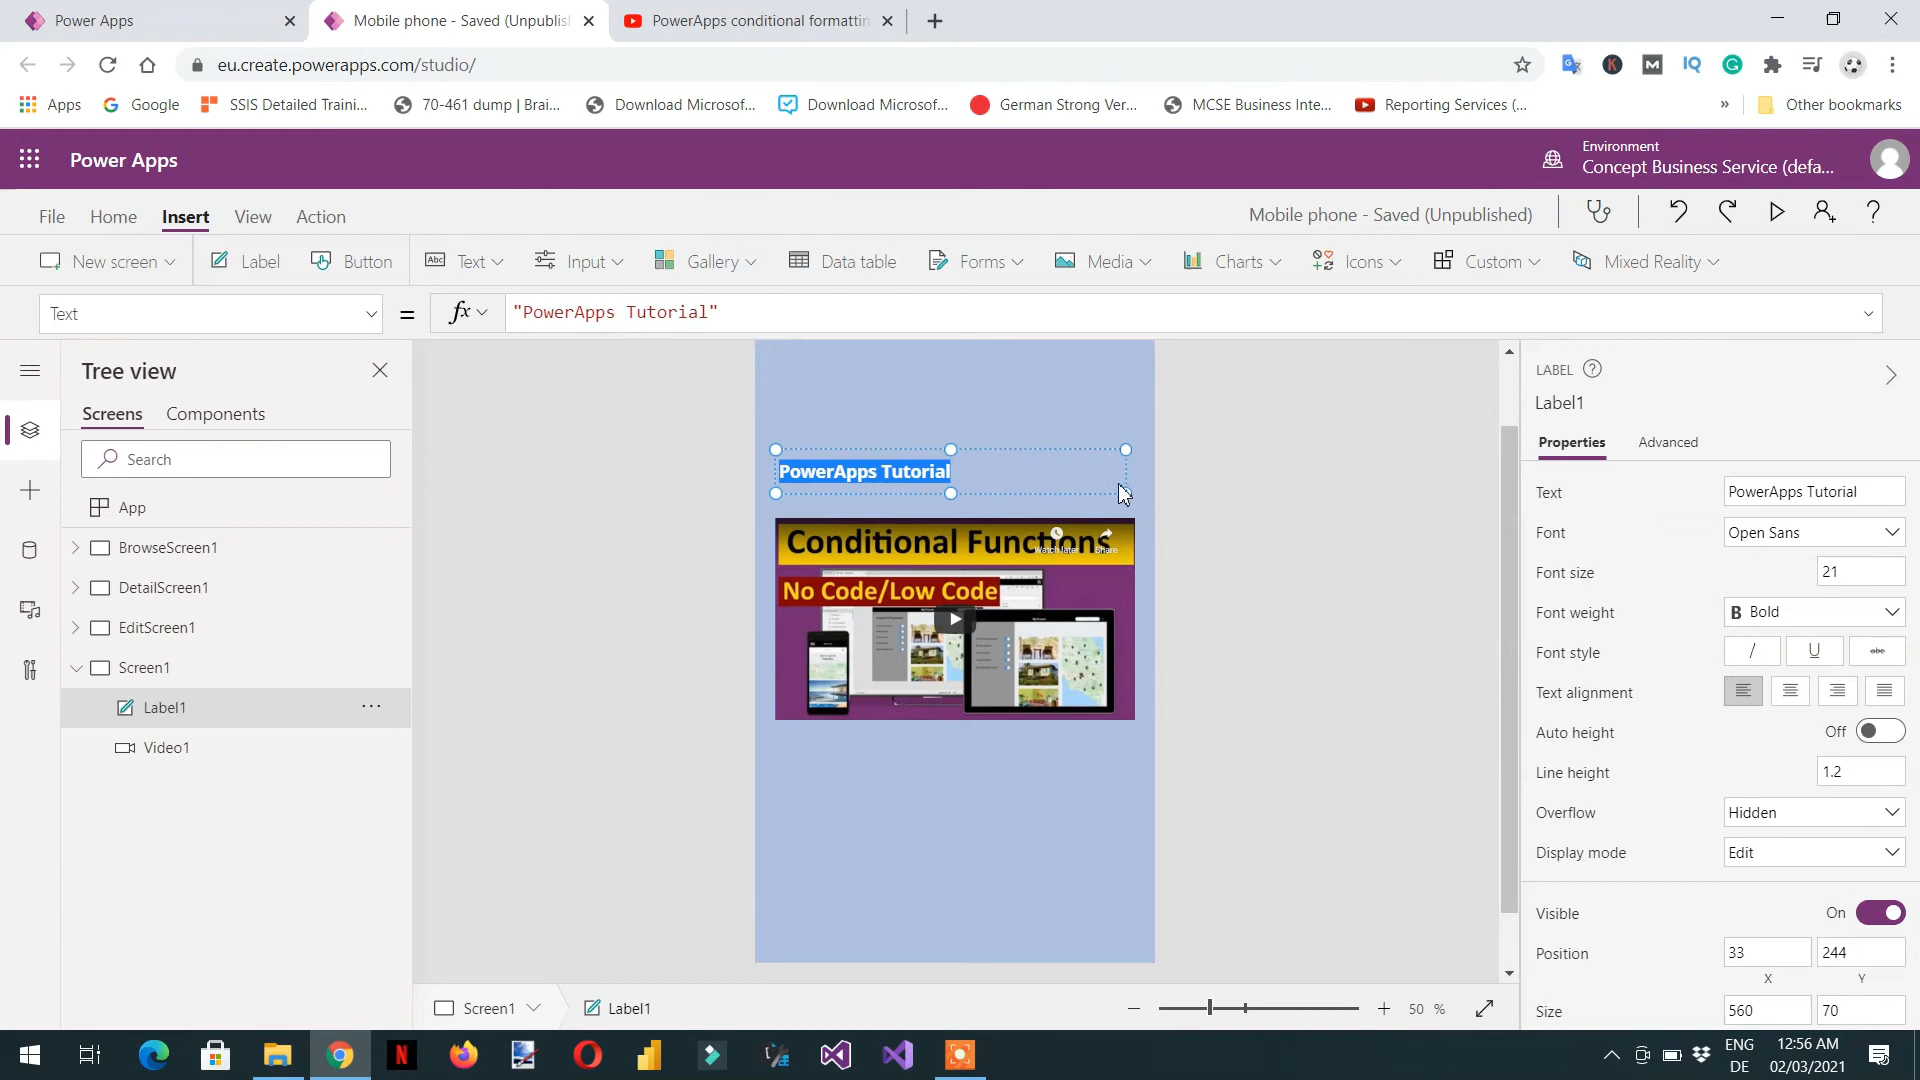 Power Apps
Mobile phone - Saved (Unpublish
PowerApps conditional formattin
eu.create.powerapps.com/studio/
Apps
Google
SSIS Detailed Traini...
70-461 dump | Brai...
Download Microsof...
Download Microsof...
German Strong Ver...
MCSE Business Inte...
Reporting Services (...
»
Other bookmarks
Power Apps
Environment
Concept Business Service (defa...
File
Home
Insert
View
Action
Mobile phone - Saved (Unpublished)
New screen
Label
Button
Text
Input
Gallery
Data table
Forms
Media
Charts
Icons
Custom
Mixed Reality
Text
=
fx
"PowerApps Tutorial"
Tree view
Screens
Components
Search
App
BrowseScreen1
DetailScreen1
EditScreen1
Screen1
Label1
...
Video1
PowerApps Tutorial
Conditional Functions
Watch later
Share
No Code/Low Code
LABEL
Label1
Properties
Advanced
Text
PowerApps Tutorial
Font
Open Sans
Font size
21
Font weight
B Bold
Font style
/
U
abc
Text alignment
Auto height
Off
Line height
1.2
Overflow
Hidden
Display mode
Edit
Visible
On
Position
33
244
X
Y
Size
560
70
Screen1
Label1
50 %
ENG
DE
12:56 AM
02/03/2021